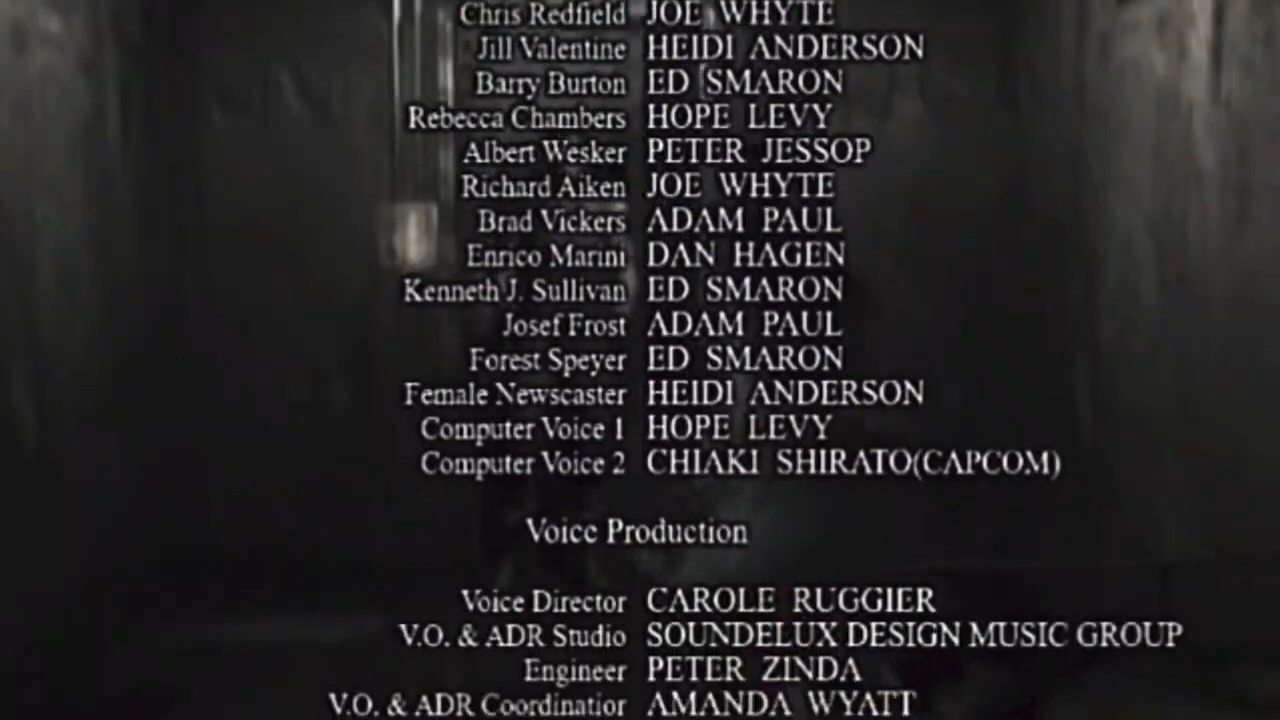 Chris Redfield JOE WHYTE
Jill Valentine HEIDI ANDERSON
Barry Burton ED SMARON
Rebecca Chambers HOPE LEVY
Albert Wesker PETER JESSOP
Richard Aiken JOE WHYTE
Brad Vickers ADAM PAUL
Enrico Marini DAN HAGEN
Kenneth J. Sullivan ED SMARON
Josef Frost ADAM PAUL
Forest Speyer ED SMARON
Female Newscaster HEIDI ANDERSON
Computer Voice 1 HOPE LEVY
Computer Voice 2 CHIAKI SHIRATO(CAPCOM)
Voice Production
Voice Director CAROLE RUGGIER
V.O. & ADR Studio SOUNDELUX DESIGN MUSIC GROUP
Engineer PETER ZINDA
V.O. & ADR Coordinatior AMANDA WYATT